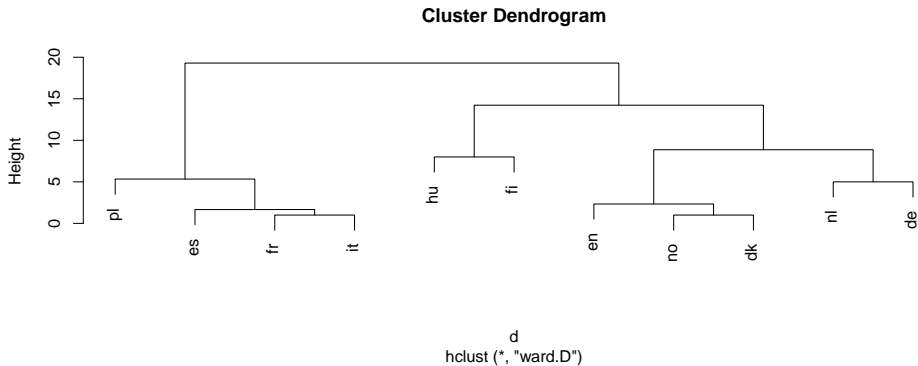 Cluster Dendrogram
Height
20
15
10
5
0
pl
es
fr
it
hu
fi
en
no
dk
nl
de
d
hclust (*, "ward.D")